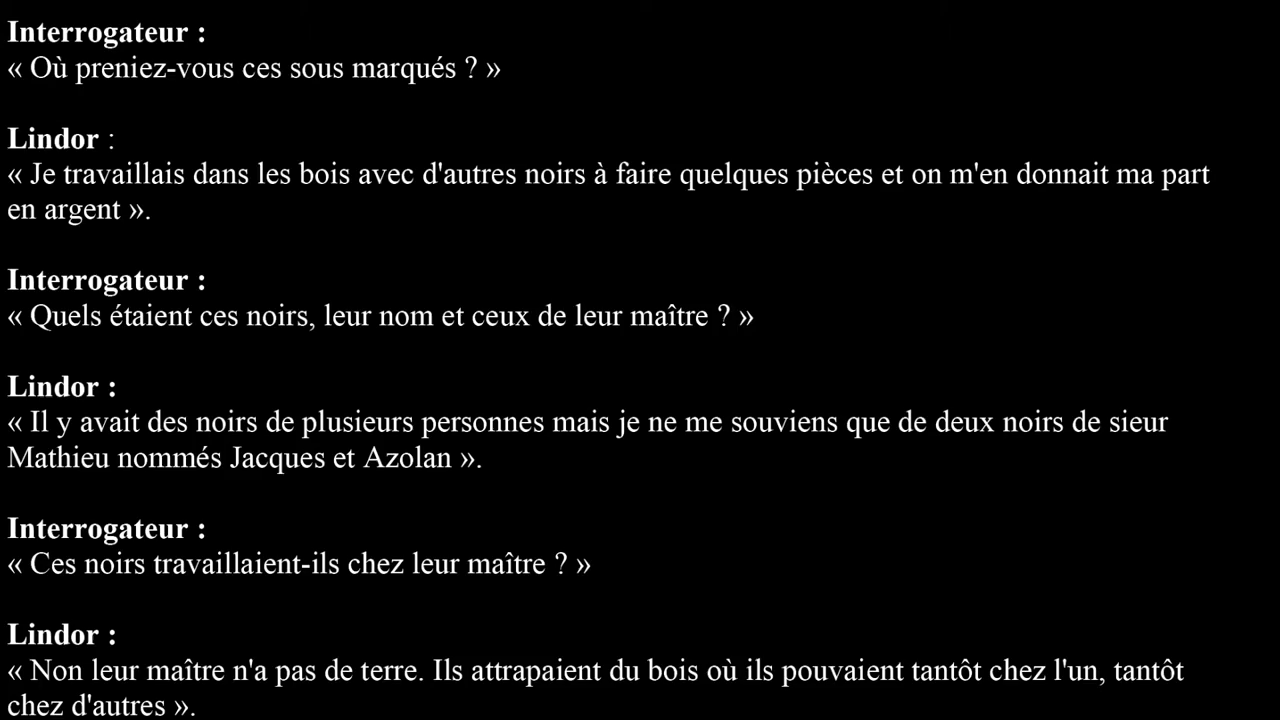 Interrogateur :
« Où preniez-vous ces sous marqués ? »
Lindor :
« Je travaillais dans les bois avec d'autres noirs à faire quelques pièces et on m'en donnait ma part
en argent ».
Interrogateur :
« Quels étaient ces noirs, leur nom et ceux de leur maître ? »
Lindor :
« Il y avait des noirs de plusieurs personnes mais je ne me souviens que de deux noirs de sieur
Mathieu nommés Jacques et Azolan ».
Interrogateur :
« Ces noirs travaillaient-ils chez leur maître ? »
Lindor :
« Non leur maître n'a pas de terre. Ils attrapaient du bois où ils pouvaient tantôt chez l'un, tantôt
chez d'autres ».